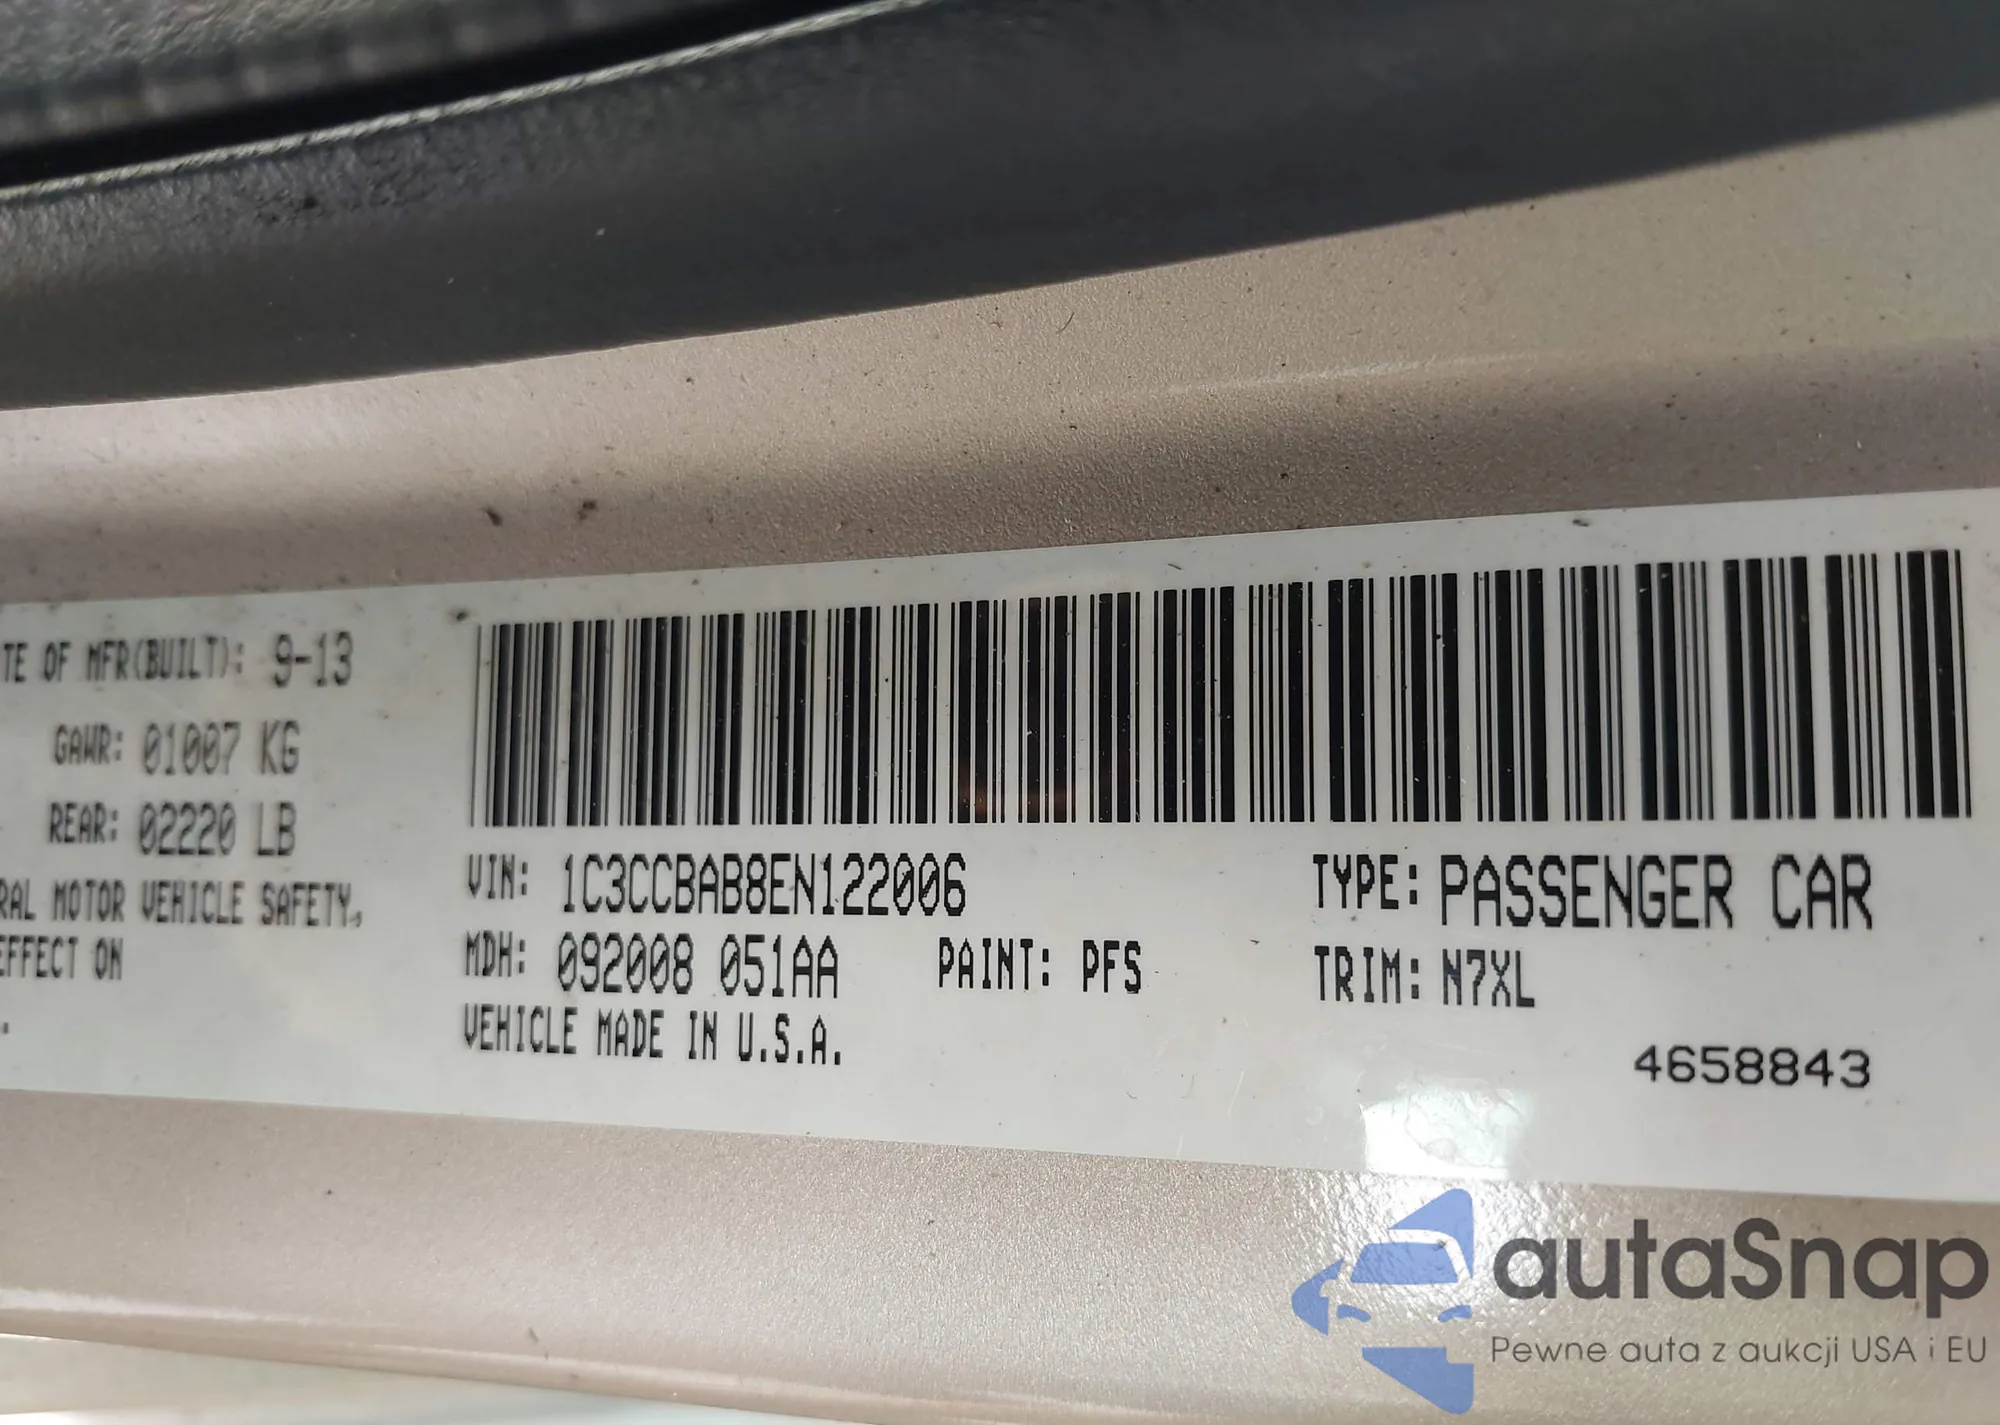 TE OF MFR(BUILT): 9-13
GAWR: 01007 KG
REAR: 02220 LB
RAL MOTOR VEHICLE SAFETY,
EFFECT ON
.
VIN: 1C3CCBAB8EN122006
TYPE: PASSENGER CAR
MDH: 092008 051AA
PAINT: PFS
TRIM: N7XL
VEHICLE MADE IN U.S.A.
4658843
autaSnap
Pewne auta z aukcji USA i EU